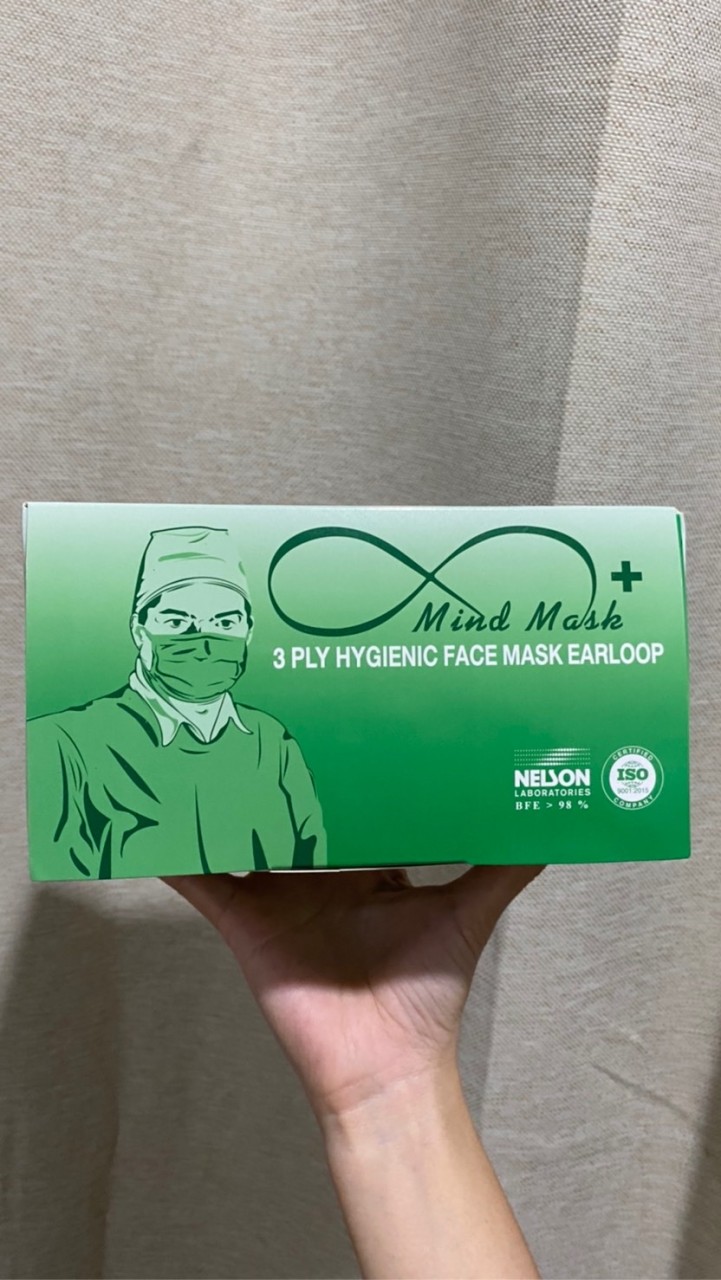 Mind Mask +
3 PLY HYGIENIC FACE MASK EARLOOP
NELSON
LABORATORIES
BFE > 98 %
CERTIFIED
ISO
9001:2015
COMPANY